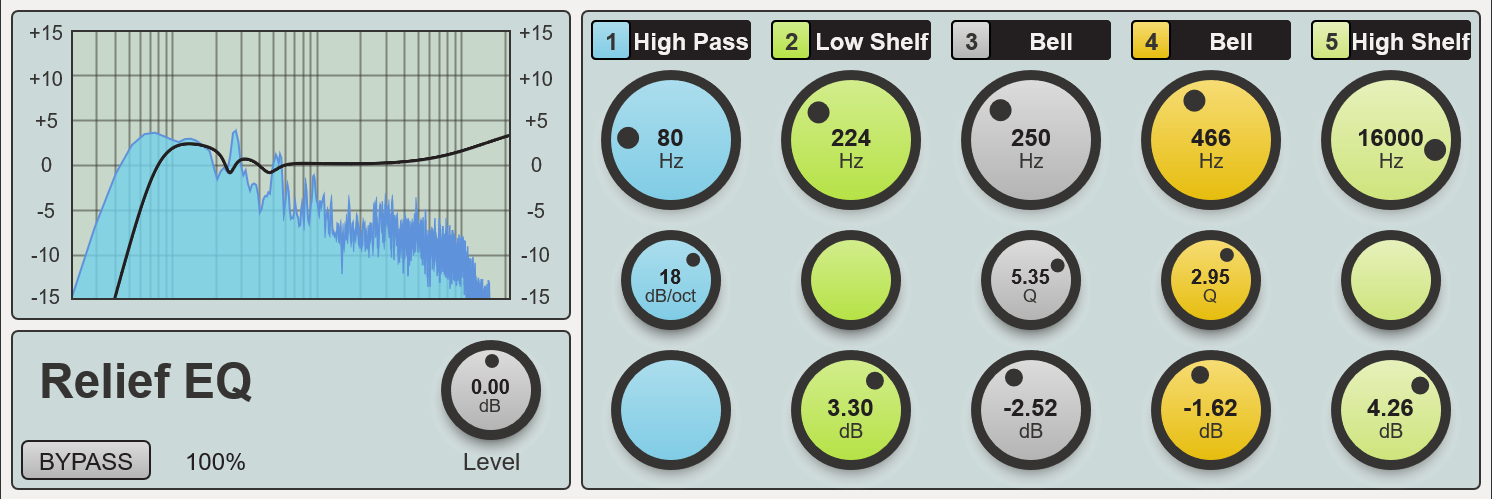 +15 +15
+10 +10
+5 +5
0 0
-5 -5
-10 -10
-15 -15
Relief EQ
0.00
dB
BYPASS 100% Level
1 High Pass 2 Low Shelf 3 Bell 4 Bell 5 High Shelf
80 224 250 466 16000
Hz Hz Hz Hz Hz
18 5.35 2.95
dB/oct Q Q
3.30 -2.52 -1.62 4.26
dB dB dB dB